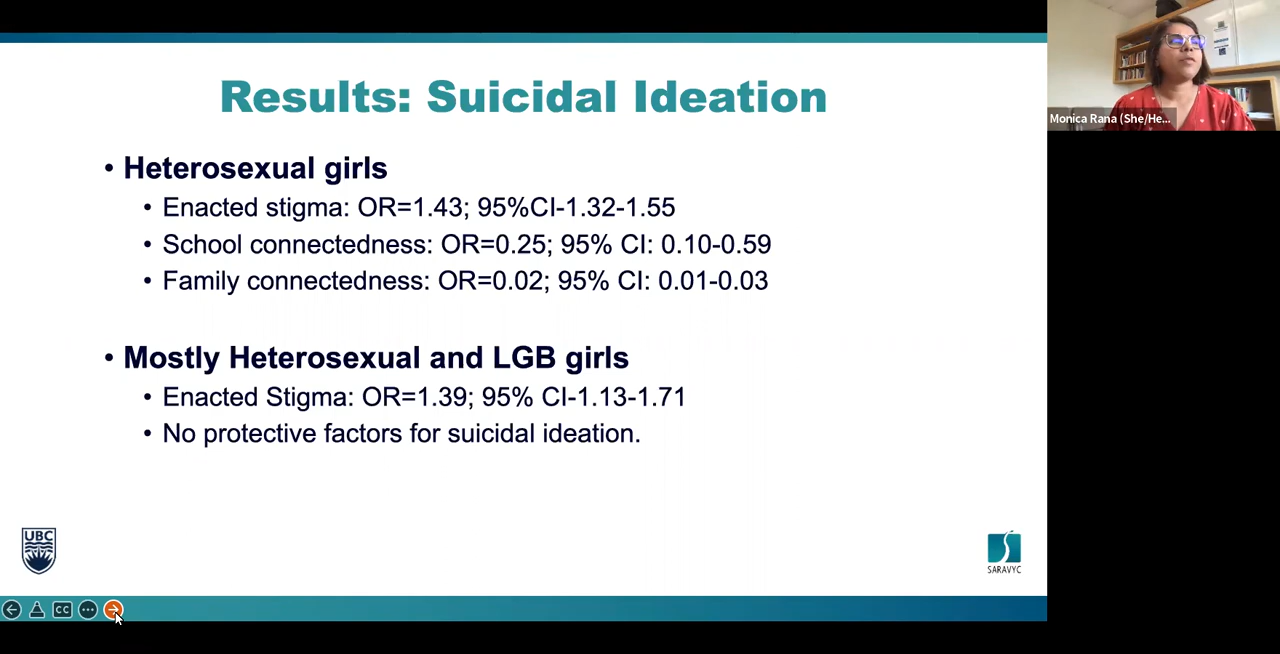 Results: Suicidal Ideation
• Heterosexual girls
• Enacted stigma: OR=1.43; 95%CI-1.32-1.55
• School connectedness: OR=0.25; 95% CI: 0.10-0.59
• Family connectedness: OR=0.02; 95% CI: 0.01-0.03
• Mostly Heterosexual and LGB girls
• Enacted Stigma: OR=1.39; 95% CI-1.13-1.71
• No protective factors for suicidal ideation.
UBC
SARAVYC
CC
Monica Rana (She/He...